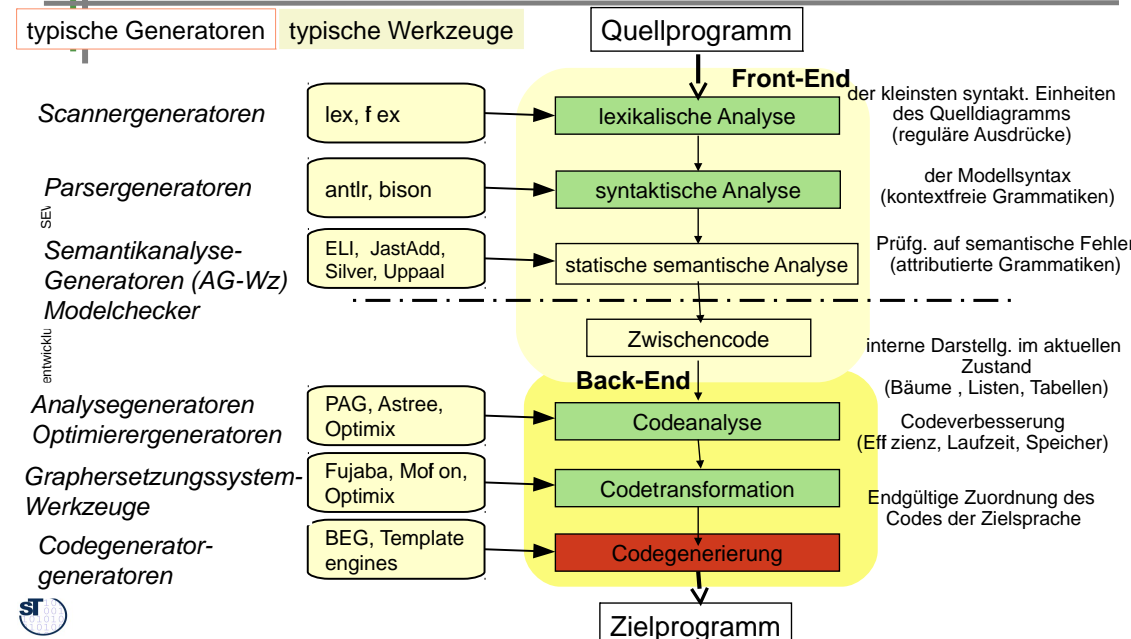 typische Generatoren
typische Werkzeuge
Quellprogramm
Front-End
Scannergeneratoren
lex, f ex
lexikalische Analyse
der kleinsten syntakt. Einheiten
des Quelldiagramms
(reguläre Ausdrücke)
Parsergeneratoren
antlr, bison
syntaktische Analyse
der Modellsyntax
(kontextfreie Grammatiken)
SEW
Semantikanalyse-
Generatoren (AG-Wz)
Modelchecker
ELI, JastAdd,
Silver, Uppaal
statische semantische Analyse
Prüfg. auf semantische Fehler
(attributierte Grammatiken)
entwicklu
Zwischencode
interne Darstellg. im aktuellen
Zustand
(Bäume , Listen, Tabellen)
Back-End
Analysegeneratoren
Optimierergeneratoren
PAG, Astree,
Optimix
Codeanalyse
Codeverbesserung
(Eff zienz, Laufzeit, Speicher)
Graphersetzungssystem-
Werkzeuge
Fujaba, Mof on,
Optimix
Codetransformation
Endgültige Zuordnung des
Codes der Zielsprache
Codegenerator-
generatoren
BEG, Template
engines
Codegenerierung
ST
Zielprogramm